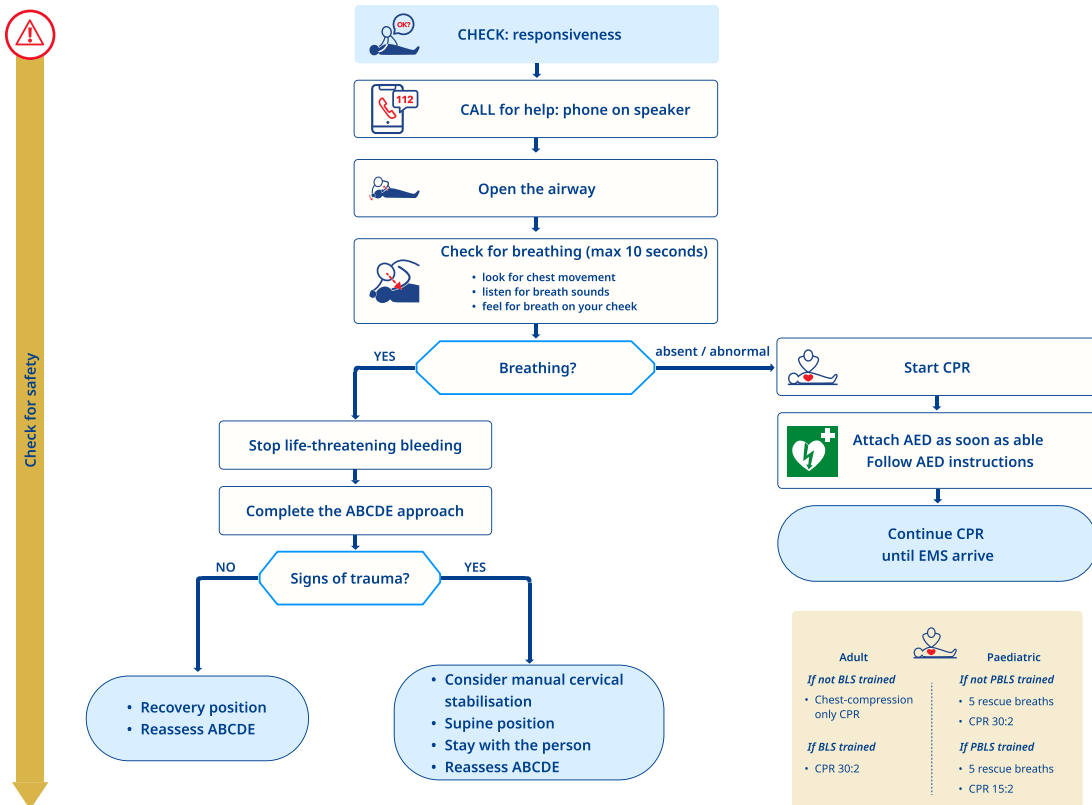 OK?
CHECK: responsiveness
112
CALL for help: phone on speaker
Open the airway
Check for breathing (max 10 seconds)
• look for chest movement
• listen for breath sounds
• feel for breath on your cheek
Check for safety
YES
Breathing?
absent / abnormal
Start CPR
Stop life-threatening bleeding
Attach AED as soon as able
Follow AED instructions
Complete the ABCDE approach
Continue CPR
until EMS arrive
NO
Signs of trauma?
YES
• Recovery position
• Reassess ABCDE
• Consider manual cervical
stabilisation
• Supine position
• Stay with the person
• Reassess ABCDE
Adult
If not BLS trained
• Chest-compression
only CPR
If BLS trained
• CPR 30:2
Paediatric
If not PBLS trained
• 5 rescue breaths
• CPR 30:2
If PBLS trained
• 5 rescue breaths
• CPR 15:2